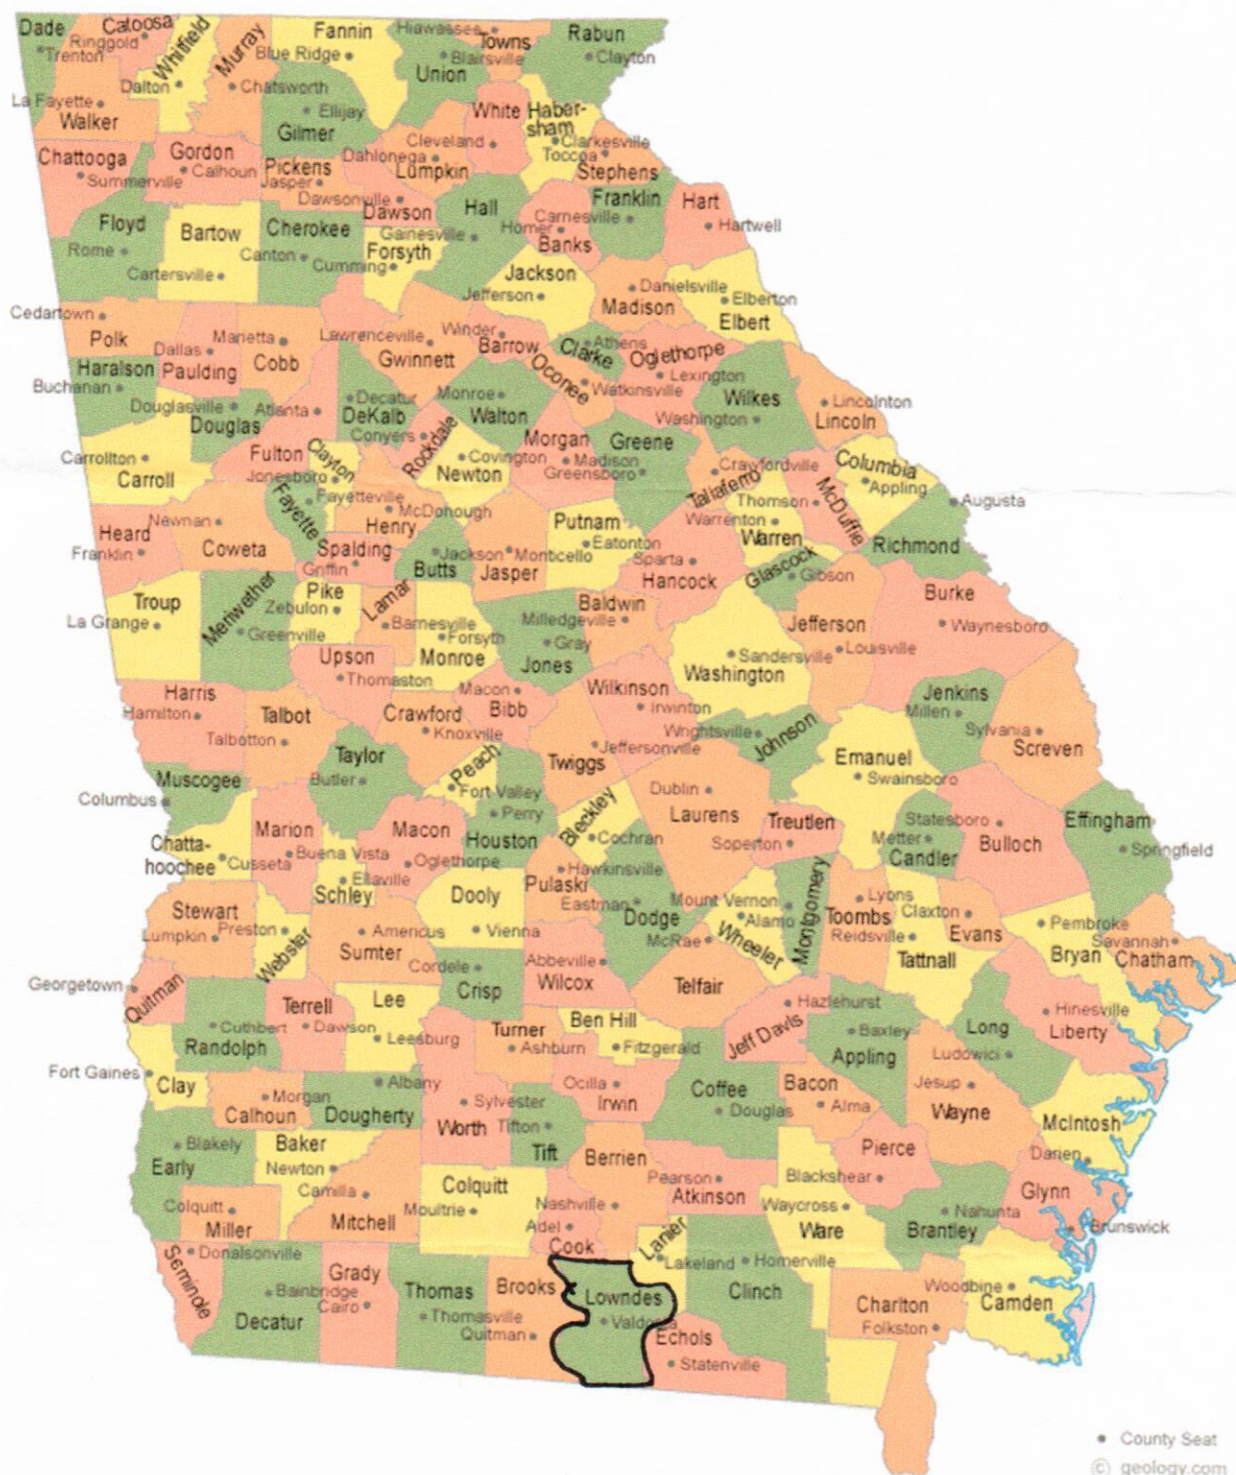 Dade
Catoosa
Ringgold
Trenton
Whitfield
Dalton
Murray
Chatsworth
Fannin
Blue Ridge
Hiawassee
Towns
Blairsville
Union
Rabun
Clayton
La Fayette
Walker
Ellijay
Gilmer
White
Cleveland
Haber-
sham
Clarkesville
Toccoa
Stephens
Chattooga
Summerville
Gordon
Calhoun
Pickens
Jasper
Dahlonega
Lumpkin
Dawsonville
Dawson
Hall
Gainesville
Franklin
Carnesville
Hart
Hartwell
Homer
Banks
Floyd
Rome
Bartow
Cartersville
Cherokee
Canton
Cumming
Forsyth
Jackson
Jefferson
Danielsville
Madison
Elberton
Elbert
Cedartown
Polk
Dallas
Paulding
Marietta
Cobb
Lawrenceville
Gwinnett
Winder
Barrow
Clarke
Athens
Oconee
Watkinsville
Oglethorpe
Lexington
Haralson
Buchanan
Douglasville
Douglas
Atlanta
Decatur
DeKalb
Conyers
Rockdale
Monroe
Walton
Morgan
Madison
Greene
Greensboro
Wilkes
Washington
Lincolnton
Lincoln
Carrollton
Carroll
Fulton
Clayton
Jonesboro
Covington
Newton
Crawfordville
Taliaferro
Thomson
McDuffie
Columbia
Appling
Augusta
Richmond
Heard
Franklin
Newnan
Coweta
Fayette
Fayetteville
McDonough
Henry
Spalding
Griffin
Jackson
Butts
Monticello
Jasper
Putnam
Eatonton
Sparta
Hancock
Warrenton
Warren
Glascock
Gibson
Troup
La Grange
Meriwether
Greenville
Pike
Zebulon
Lamar
Barnesville
Forsyth
Monroe
Gray
Jones
Baldwin
Milledgeville
Washington
Sandersville
Jefferson
Louisville
Burke
Waynesboro
Upson
Thomaston
Harris
Hamilton
Talbot
Talbotton
Crawford
Knoxville
Macon
Bibb
Wilkinson
Irwinton
Wrightsville
Johnson
Jenkins
Millen
Sylvania
Screven
Muscogee
Columbus
Taylor
Butler
Peach
Fort Valley
Twiggs
Jeffersonville
Dublin
Laurens
Emanuel
Swainsboro
Perry
Houston
Bleckley
Cochran
Treutlen
Soperton
Statesboro
Bulloch
Metter
Candler
Effingham
Springfield
Chatta-
hoochee
Cusseta
Marion
Buena Vista
Macon
Oglethorpe
Ellaville
Schley
Dooly
Vienna
Hawkinsville
Pulaski
Eastman
Dodge
Mount Vernon
Montgomery
Alamo
Wheeler
McRae
Lyons
Toombs
Reidsville
Claxton
Evans
Tattnall
Pembroke
Bryan
Savannah
Chatham
Stewart
Lumpkin
Preston
Webster
Americus
Sumter
Cordele
Crisp
Abbeville
Wilcox
Telfair
Georgetown
Quitman
Cuthbert
Randolph
Terrell
Dawson
Lee
Leesburg
Turner
Ashburn
Ben Hill
Fitzgerald
Hazlehurst
Jeff Davis
Baxley
Appling
Long
Ludowici
Hinesville
Liberty
Fort Gaines
Clay
Morgan
Calhoun
Albany
Dougherty
Sylvester
Worth
Tifton
Tift
Ocilla
Irwin
Coffee
Douglas
Bacon
Alma
Jesup
Wayne
McIntosh
Darien
Blakely
Early
Baker
Newton
Camilla
Mitchell
Colquitt
Moultrie
Berrien
Nashville
Pearson
Atkinson
Pierce
Blackshear
Waycross
Ware
Nahunta
Brantley
Glynn
Brunswick
Colquitt
Miller
Adel
Cook
Lanier
Lakeland
Homerville
Clinch
Seminole
Donalsonville
Bainbridge
Decatur
Grady
Cairo
Thomas
Thomasville
Brooks
Quitman
Lowndes
Valdosta
Echols
Statenville
Charlton
Folkston
Woodbine
Camden
County Seat
© geology.com